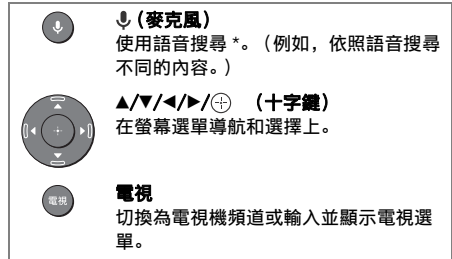 （麥克風）
使用語音搜尋 *。（例如，依照語音搜尋
不同的內容。）
▲/▼/◄/►/ （十字鍵）
在螢幕選單導航和選擇上。
電視
電視
切換為電視機頻道或輸入並顯示電視選
單。